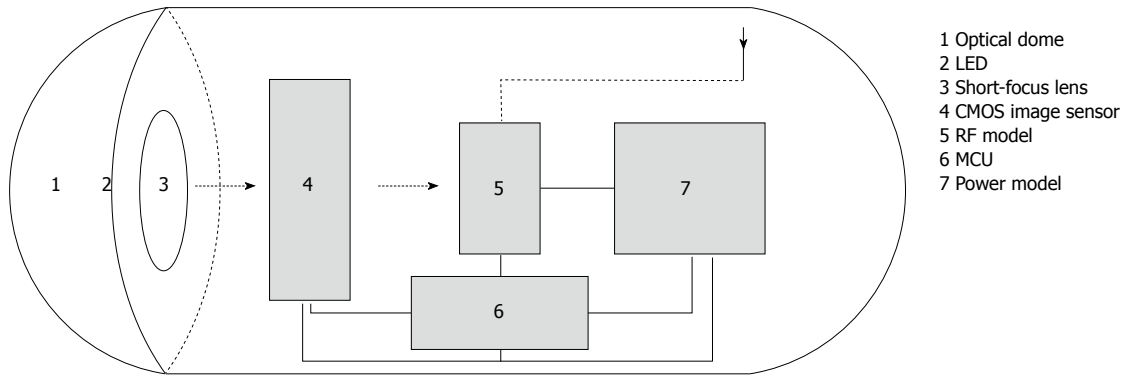 1
2
3
4
5
6
7
1 Optical dome
2 LED
3 Short-focus lens
4 CMOS image sensor
5 RF model
6 MCU
7 Power model